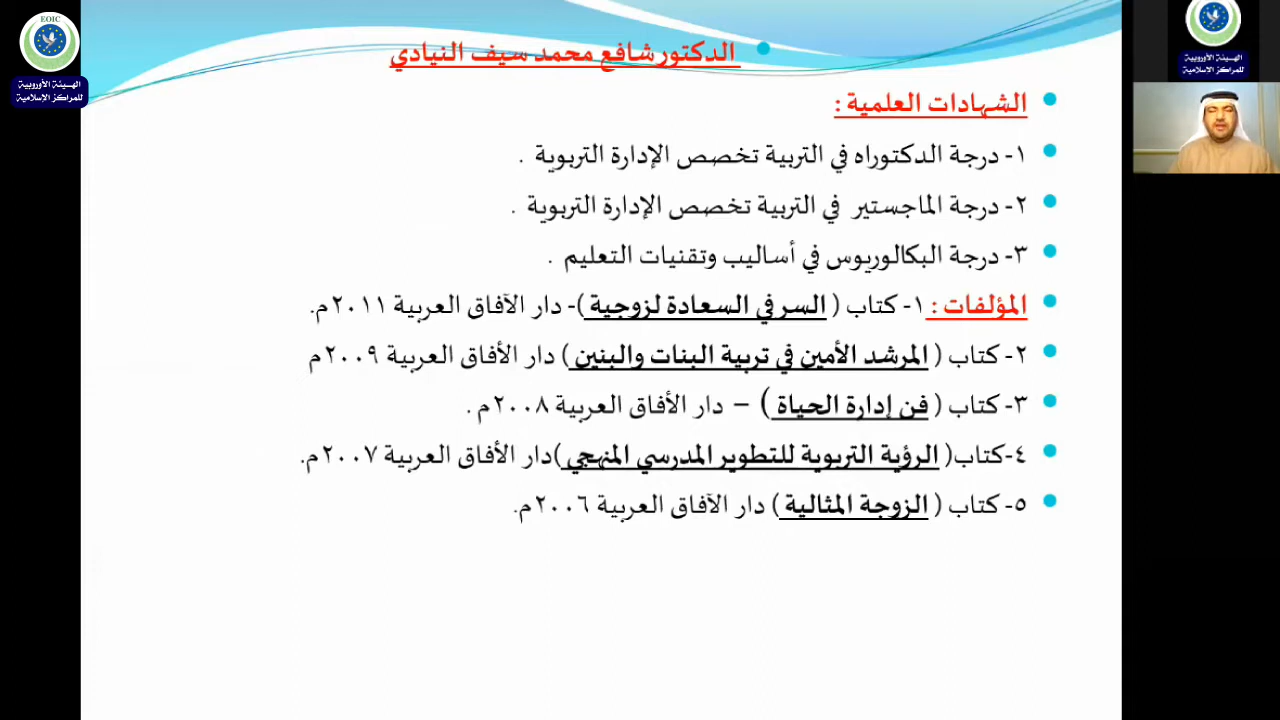 EOIC
الهيئة الأوروبية
للمراكز الإسلامية
الهيئة الأوروبية
للمراكز الاسلامية
الدكتور شافع محمد سيف النيادي
الشهادات العلمية :
١- درجة الدكتوراه في التربية تخصص الإدارة التربوية .
٢- درجة الماجستير في التربية تخصص الإدارة التربوية .
٣- درجة البكالوريوس في أساليب وتقنيات التعليم .
المؤلفات : ١- كتاب ( السر في السعادة لزوجية)- دار الآفاق العربية ٢٠١١م.
٢- كتاب ( المرشد الأمين في تربية البنات والبنين) دار الأفاق العربية ٢٠٠٩م
٣- كتاب (فن إدارة الحياة ) – دار الأفاق العربية ٢٠٠٨م .
٤-كتاب( الرؤية التربوية للتطوير المدرسي المنهجي)دار الأفاق العربية ٢٠٠٧م.
٥- كتاب ( الزوجة المثالية) دار الآفاق العربية ٢٠٠٦م.